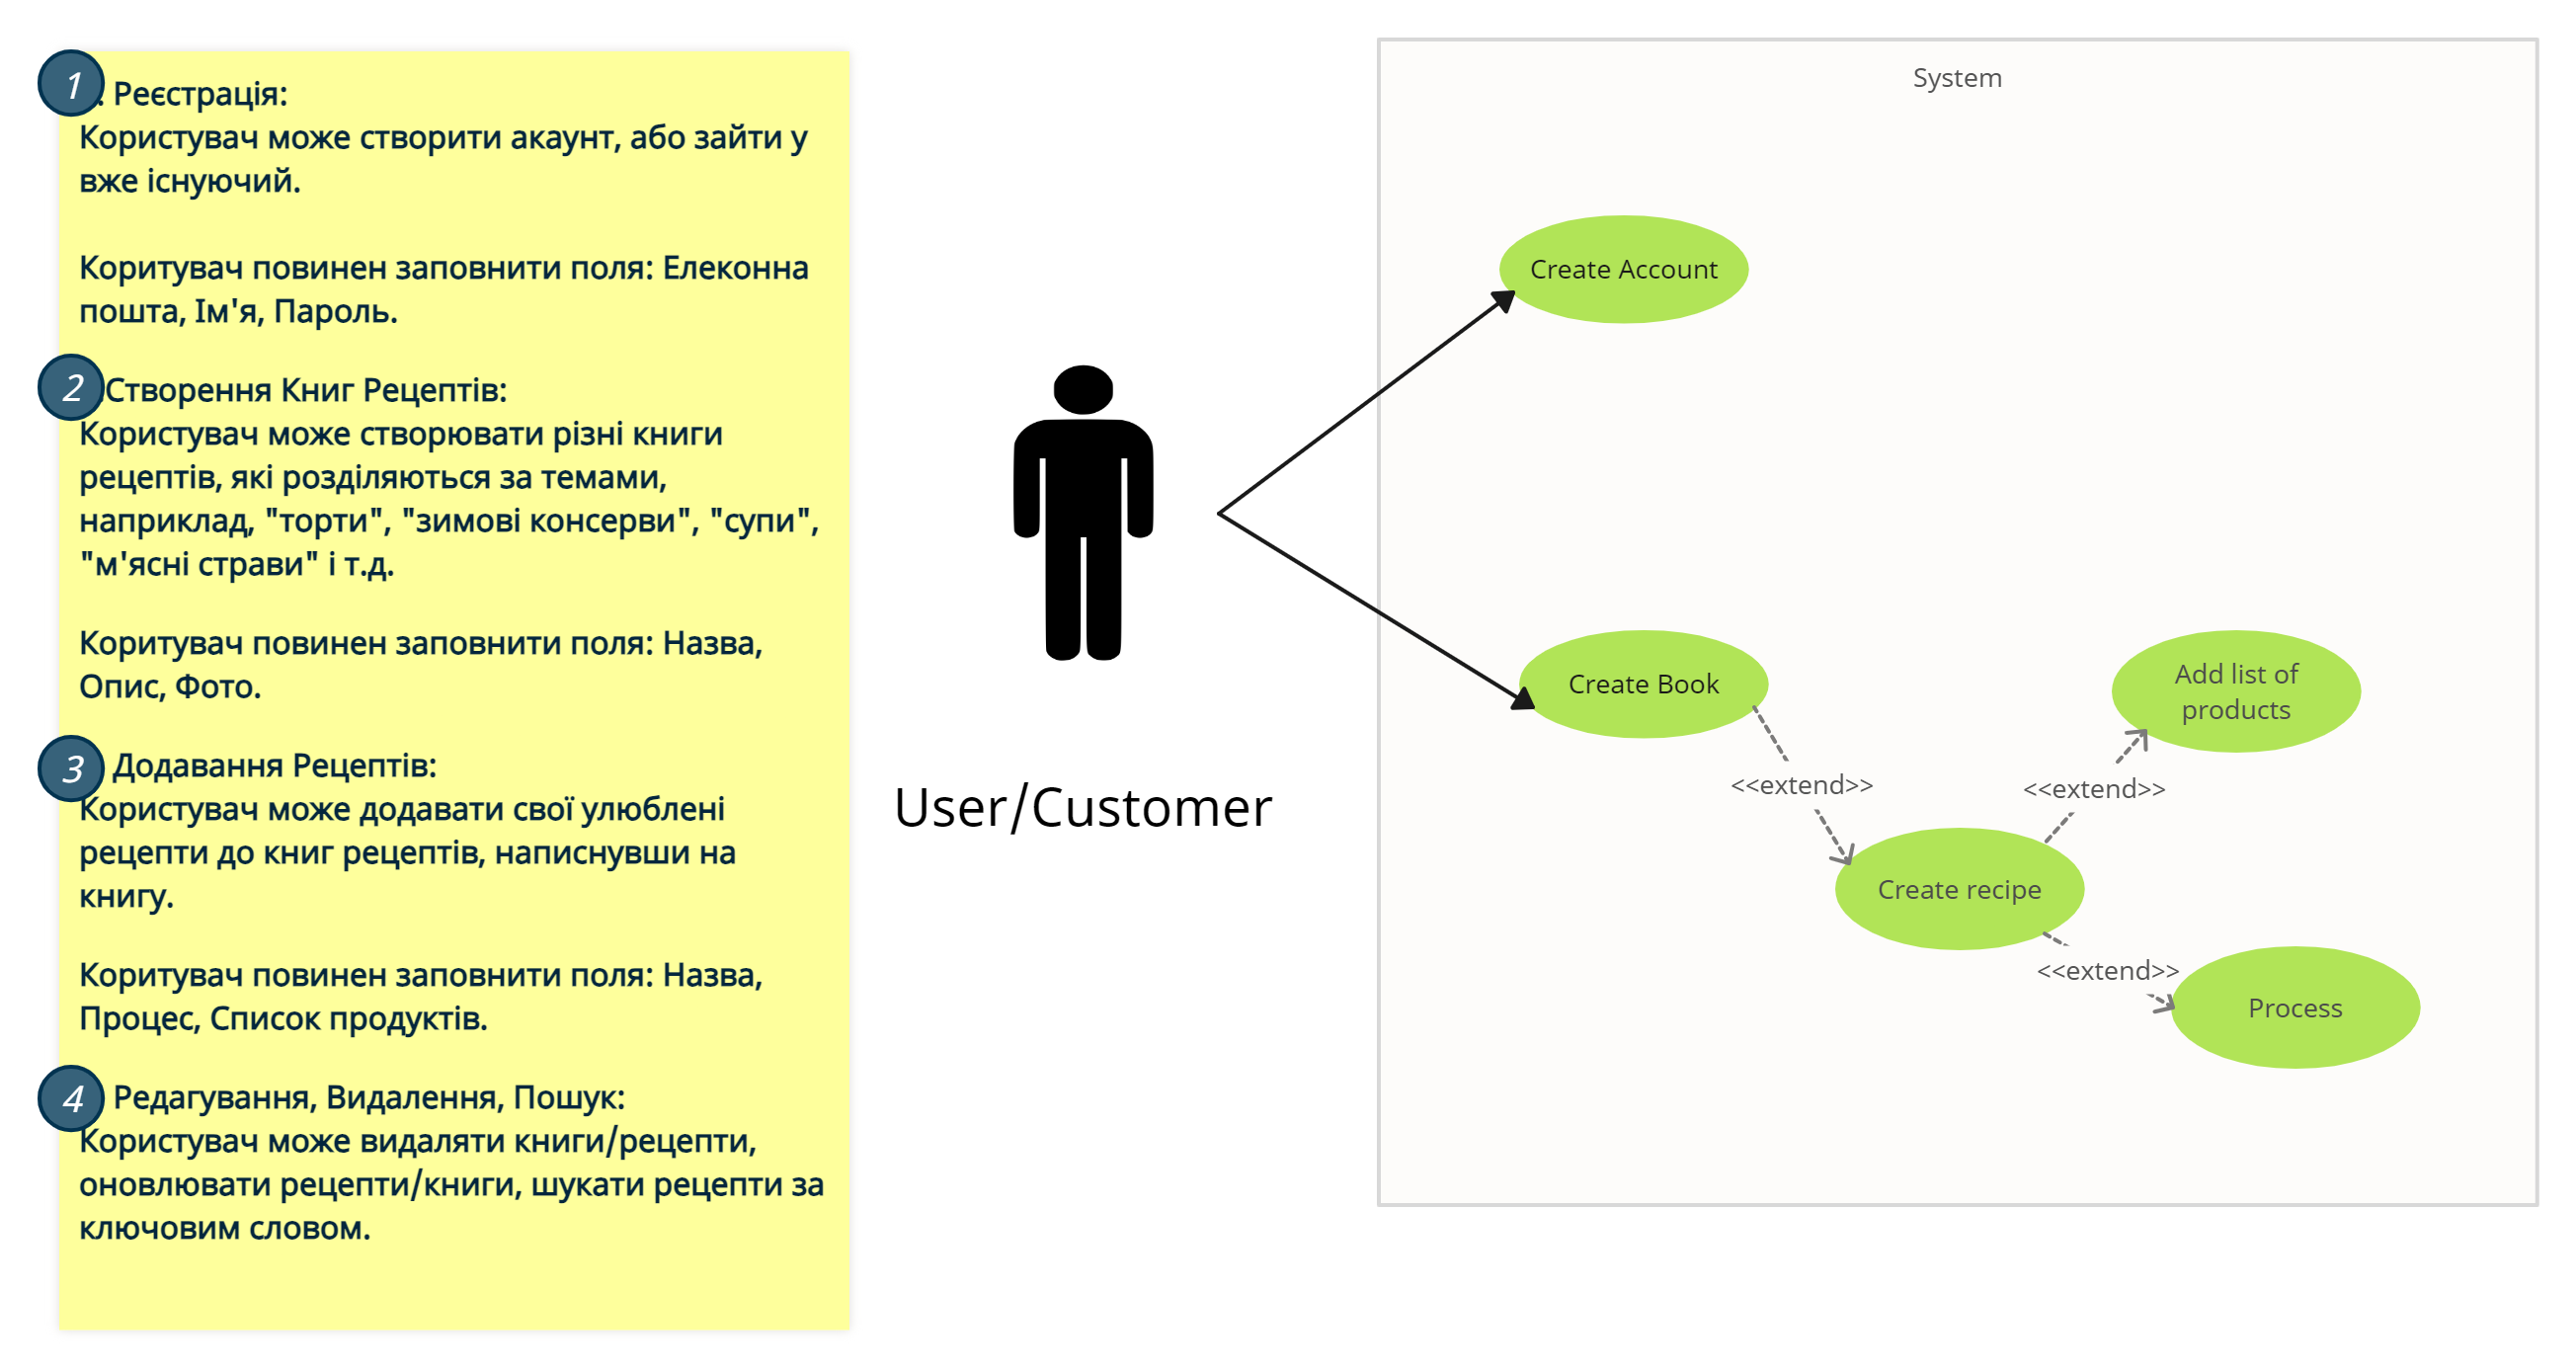 1
. Реєстрація:
Користувач може створити акаунт, або зайти у
вже існуючий.
Коритувач повинен заповнити поля: Елеконна
пошта, Ім'я, Пароль.
2
.Створення Книг Рецептів:
Користувач може створювати різні книги
рецептів, які розділяються за темами,
наприклад, "торти", "зимові консерви", "супи",
"м'ясні страви" і т.д.
Коритувач повинен заповнити поля: Назва,
Опис, Фото.
3
Додавання Рецептів:
Користувач може додавати свої улюблені
рецепти до книг рецептів, написнувши на
книгу.
Коритувач повинен заповнити поля: Назва,
Процес, Список продуктів.
4
Редагування, Видалення, Пошук:
Користувач може видаляти книги/рецепти,
оновлювати рецепти/книги, шукати рецепти за
ключовим словом.
User/Customer
System
Create Account
Create Book
Add list of
products
<<extend>>
<<extend>>
Create recipe
<<extend>>
Process